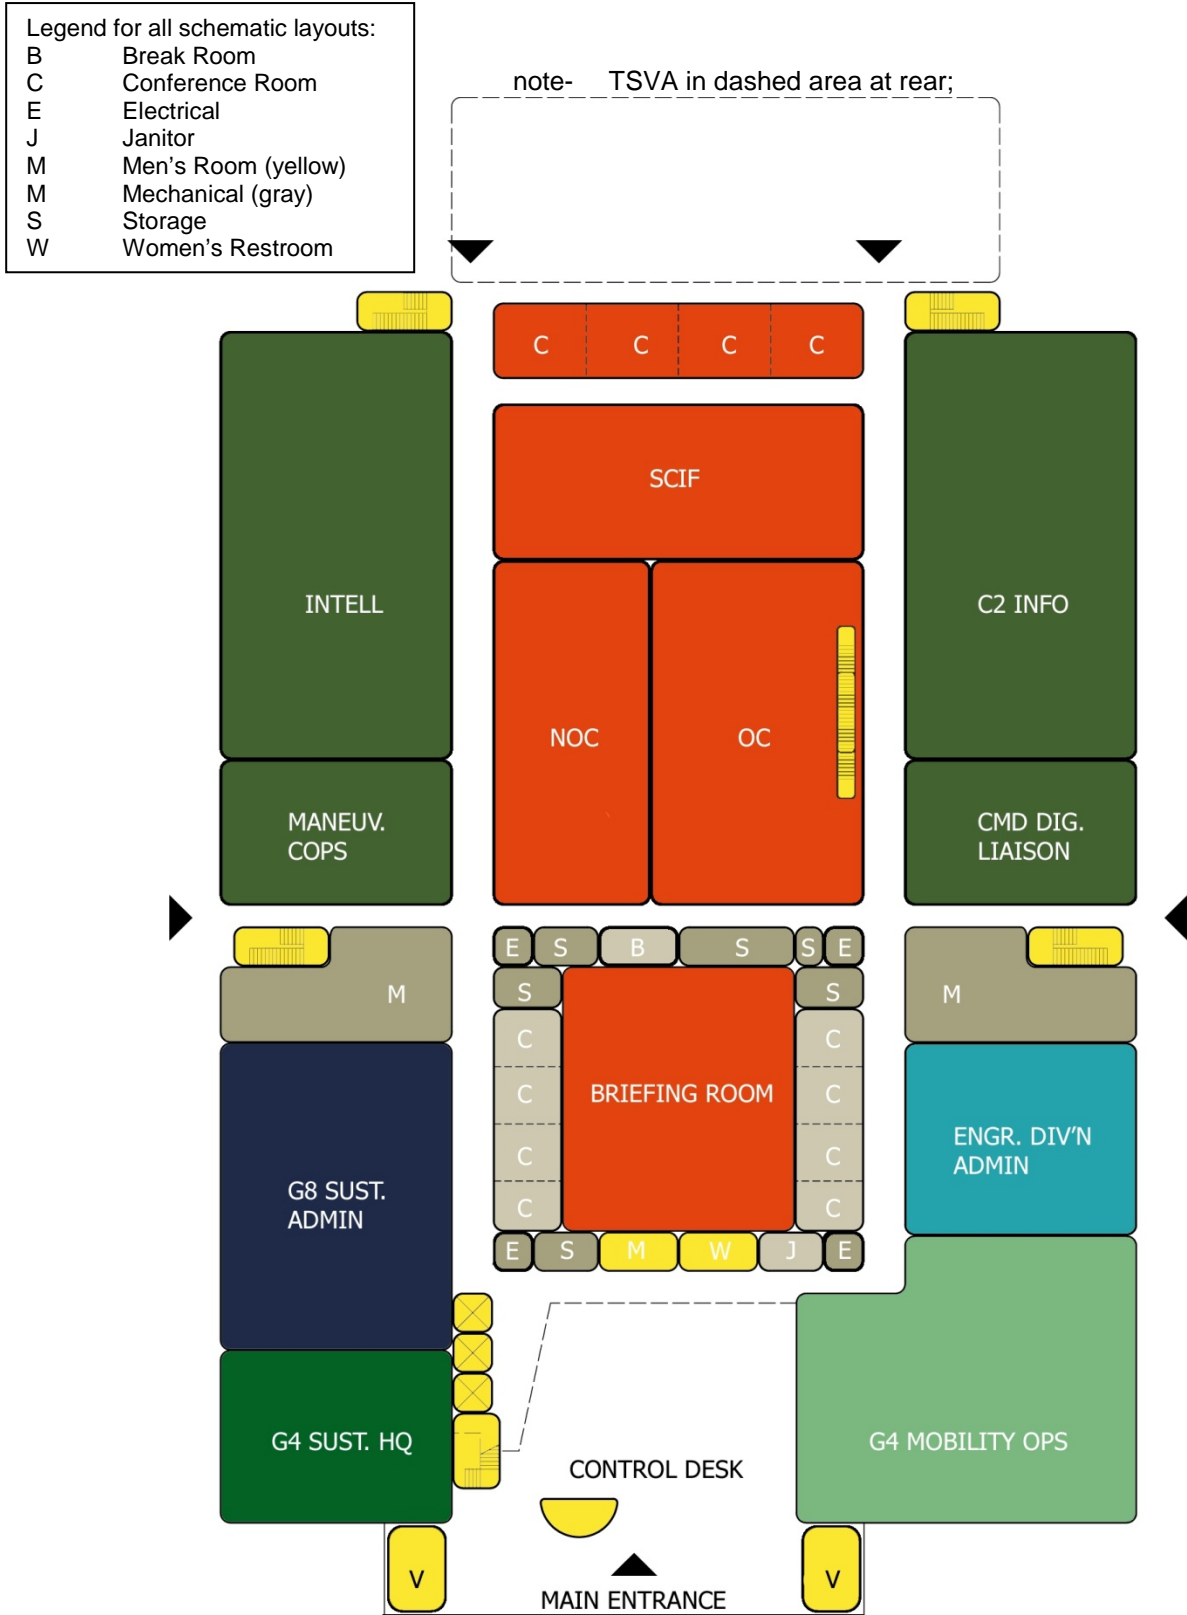 Legend for all schematic layouts:
B Break Room
C Conference Room
E Electrical
J Janitor
M Men's Room (yellow)
M Mechanical (gray)
S Storage
W Women's Restroom
note- TSVA in dashed area at rear;
C C C C
SCIF
INTELL
C2 INFO
NOC
OC
MANEUV.
COPS
CMD DIG.
LIAISON
E S B S S E
M
S
S
M
C
C
C
C
BRIEFING ROOM
ENGR. DIV'N
ADMIN
C
C
G8 SUST.
ADMIN
C
C
E S M W J E
G4 SUST. HQ
G4 MOBILITY OPS
CONTROL DESK
V
V
MAIN ENTRANCE